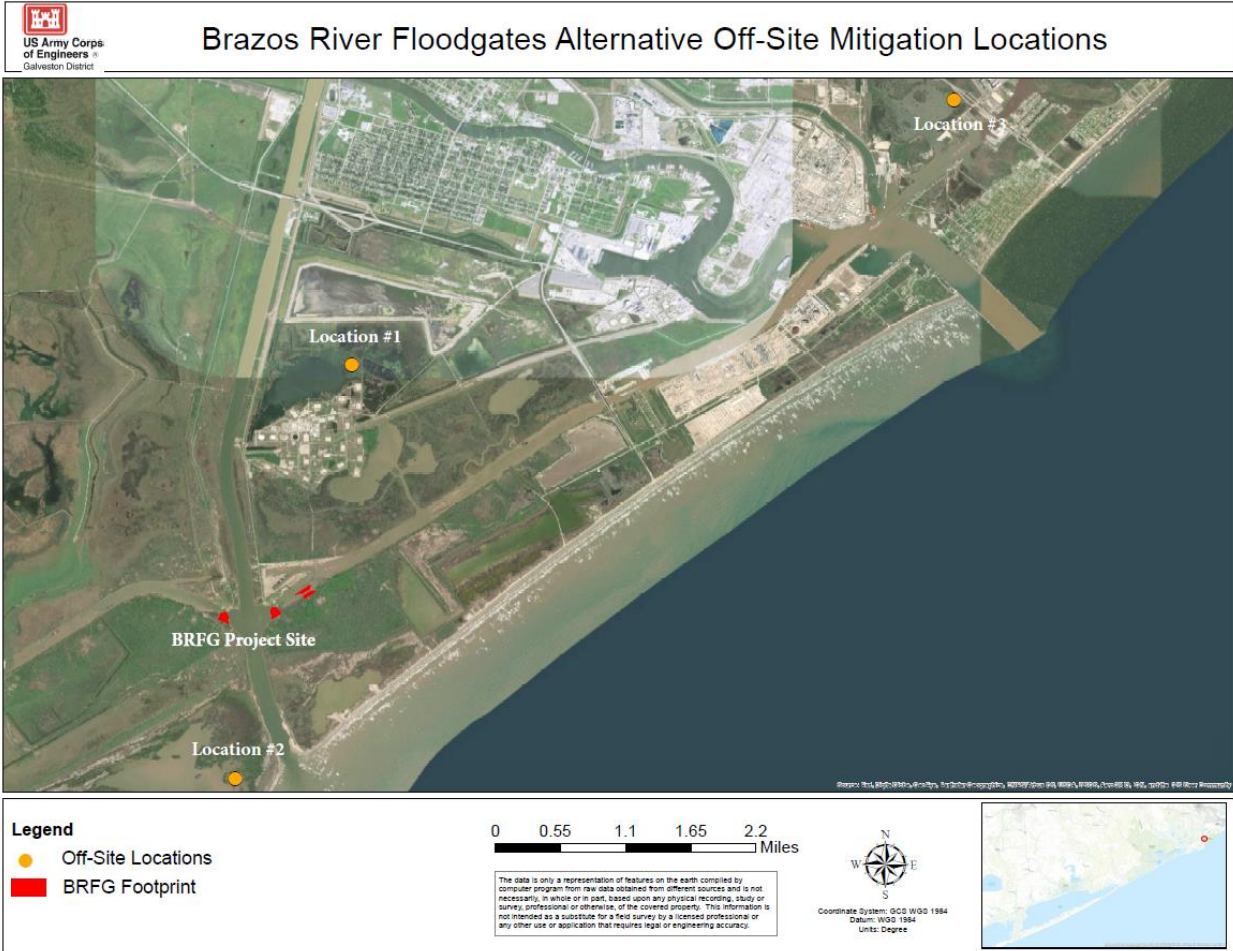 US Army Corps
of Engineers ®
Galveston District
Brazos River Floodgates Alternative Off-Site Mitigation Locations
Location #3
Location #1
BRFG Project Site
Location #2
Legend
Off-Site Locations
BRFG Footprint
0 0.55 1.1 1.65 2.2
Miles
The data is only a representation of features on the earth compiled by
computer program from raw data obtained from different sources and is not
necessarily, in whole or in part, based upon any physical recording, study or
survey, professional or otherwise, of the covered property. This information is
not intended as a substitute for a field survey by a licensed professional or
any other use or application that requires legal or engineering accuracy.
N
W E
S
Coordinate System: GCS WGS 1984
Datum: WGS 1984
Units: Degree